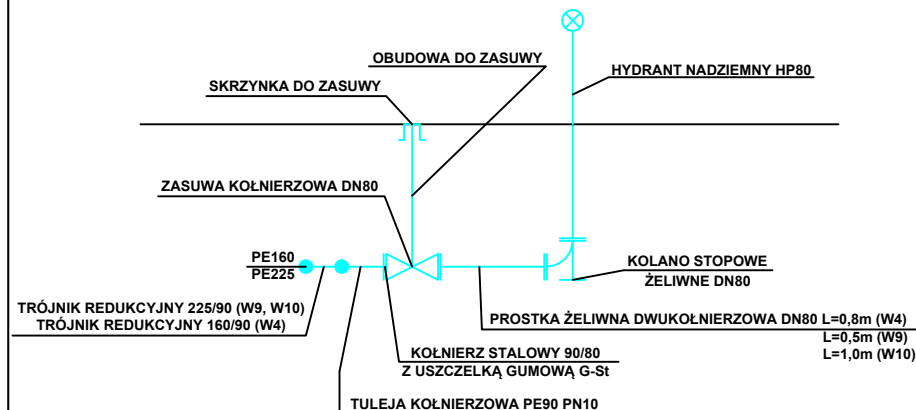 OBUDOWA DO ZASUWY
HYDRANT NADZIEMNY HP80
SKRZYNKA DO ZASUWY
ZASUWA KOŁNIERZOWA DN80
PE160
PE225
KOLANO STOPOWE
ŻELIWNE DN80
TRÓJNIK REDUKCYJNY 225/90 (W9, W10)
TRÓJNIK REDUKCYJNY 160/90 (W4)
PROSTKA ŻELIWNA DWUKOŁNIERZOWA DN80 L=0,8m (W4)
L=0,5m (W9)
L=1,0m (W10)
KOŁNIERZ STALOWY 90/80
Z USZCZELKĄ GUMOWĄ G-St
TULEJA KOŁNIERZOWA PE90 PN10